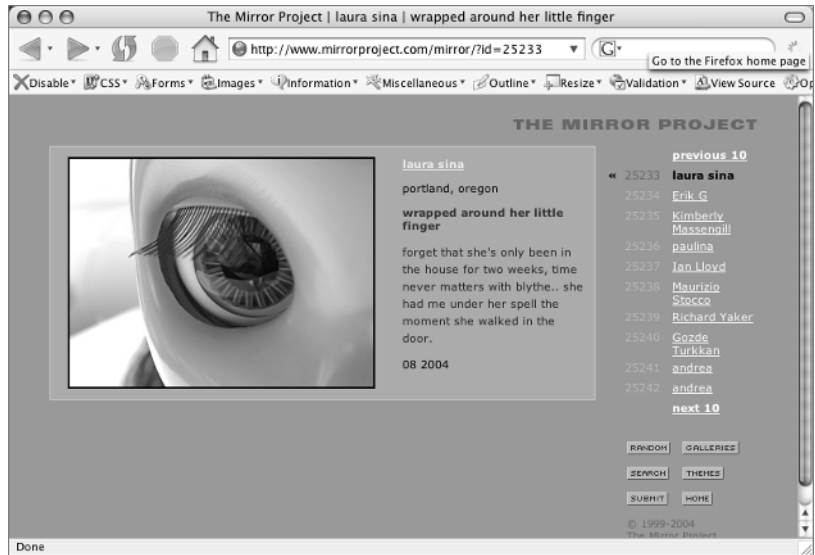 The Mirror Project | laura sina | wrapped around her little finger
http://www.mirrorproject.com/mirror/?id=25233
G
Go to the Firefox home page
Disable CSS Forms Images Information Miscellaneous Outline Resize Validation View Source Op
THE MIRROR PROJECT
laura sina
portland, oregon
wrapped around her little
finger
forget that she's only been in
the house for two weeks, time
never matters with blythe.. she
had me under her spell the
moment she walked in the
door.
08 2004
previous 10
« 25233 laura sina
25234 Erik G
25235 Kimberly
Massengill
25236 paulina
25237 Ian Lloyd
25238 Maurizio
Stocco
25239 Richard Yaker
25240 Gozde
Turkkan
25241 andrea
25242 andrea
next 10
RANDOM GALLERIES
SEARCH THEMES
SUBMIT HOME
© 1999-2004
The Mirror Project
Done